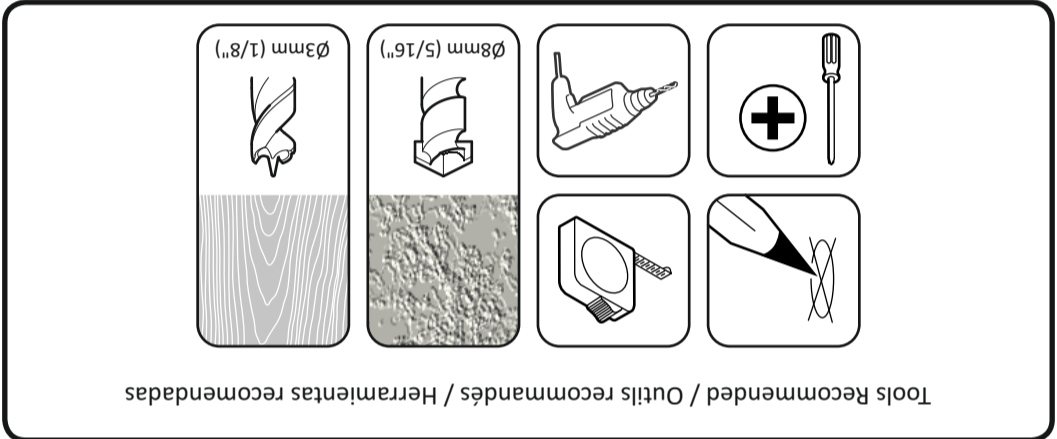 Tools Recommended / Outils recommandés / Herramientas recomendadas
Ø8mm (5/16")
Ø3mm (1/8")